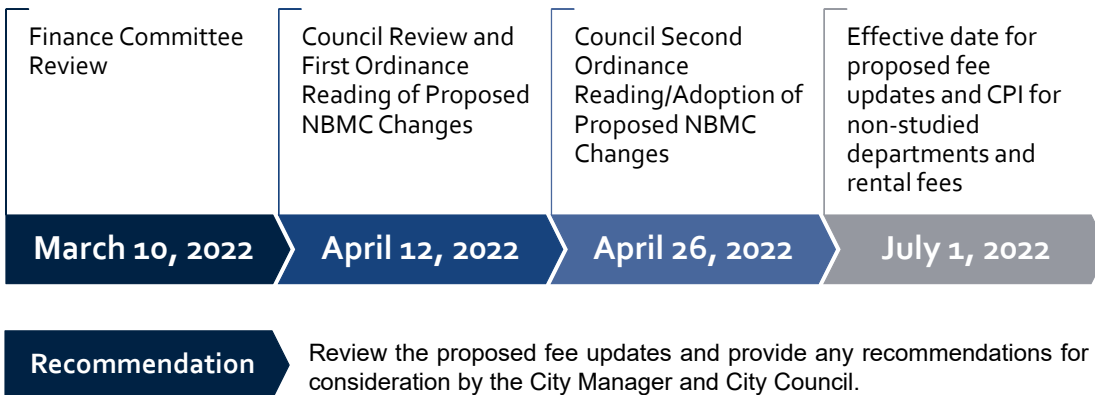 Finance Committee
Review
Council Review and
First Ordinance
Reading of Proposed
NBMC Changes
Council Second
Ordinance
Reading/Adoption of
Proposed NBMC
Changes
Effective date for
proposed fee
updates and CPI for
non-studied
departments and
rental fees
March 10, 2022
April 12, 2022
April 26, 2022
July 1, 2022
Recommendation
Review the proposed fee updates and provide any recommendations for
consideration by the City Manager and City Council.